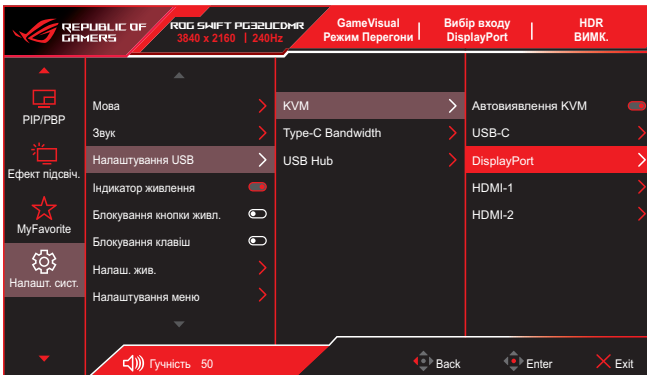 REPUBLIC OF
GAMERS
ROG SWIFT PG32UCDMR
3840 x 2160 | 240Hz
GameVisual
Режим Перегони
Вибір входу
DisplayPort
HDR
ВИМК.
PIP/PBP
Ефект підсвіч.
MyFavorite
Налашт. сист.
Мова
Звук
Налаштування USB
Індикатор живлення
Блокування кнопки живл.
Блокування клавіш
Налаш. жив.
Налаштування меню
KVM
Type-C Bandwidth
USB Hub
Автовиявлення KVM
USB-C
DisplayPort
HDMI-1
HDMI-2
Гучність 50
Back
Enter
Exit